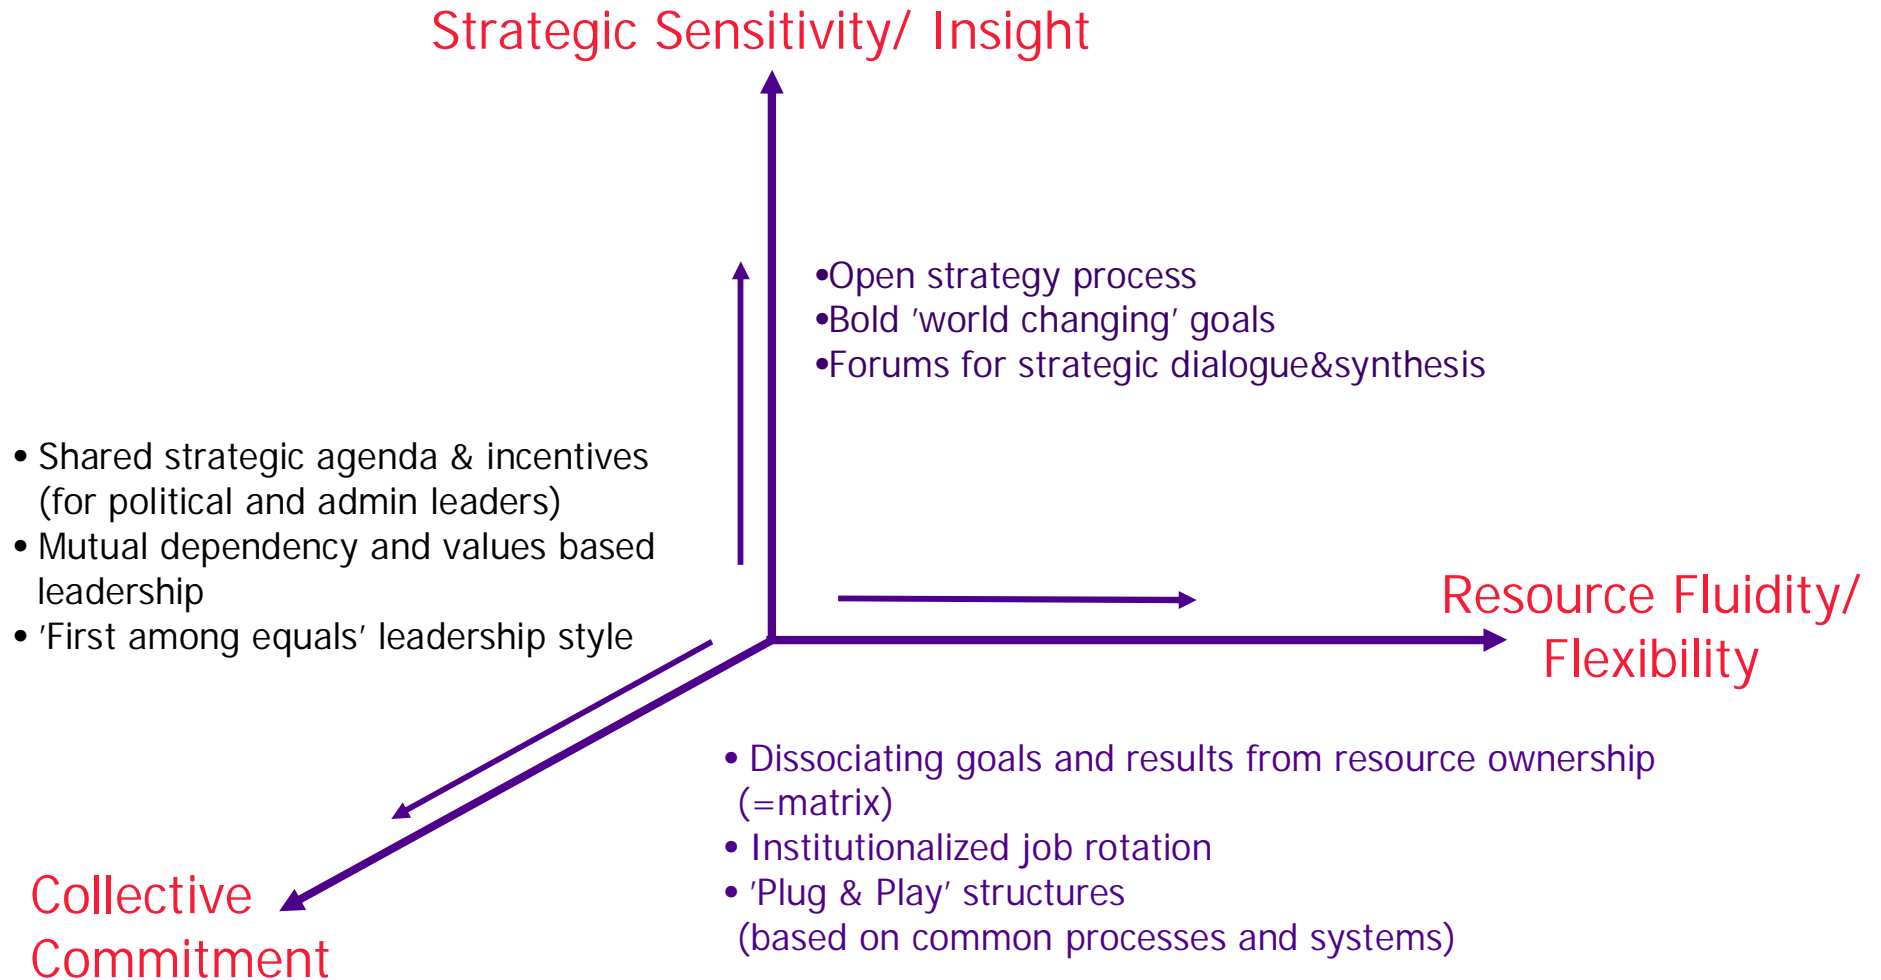 Strategic Sensitivity/ Insight
•Open strategy process
•Bold ’world changing’ goals
•Forums for strategic dialogue&synthesis
• Shared strategic agenda & incentives
(for political and admin leaders)
• Mutual dependency and values based
leadership
• ’First among equals’ leadership style
Resource Fluidity/
Flexibility
• Dissociating goals and results from resource ownership
(=matrix)
• Institutionalized job rotation
• ’Plug & Play’ structures
(based on common processes and systems)
Collective
Commitment